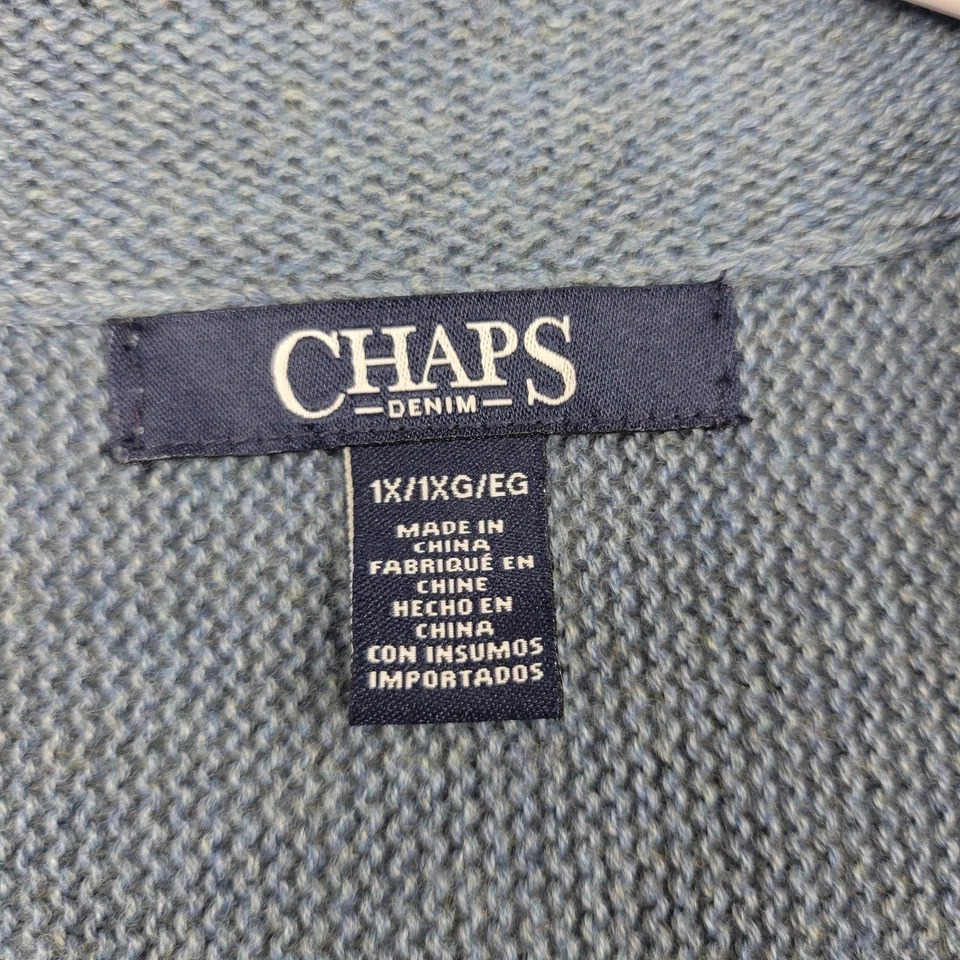 CHAPS
DENIM
1X/1XG/EG
MADE IN
CHINA
FABRIQUÉ EN
CHINE
HECHO EN
CHINA
CON INSUMOS
IMPORTADOS